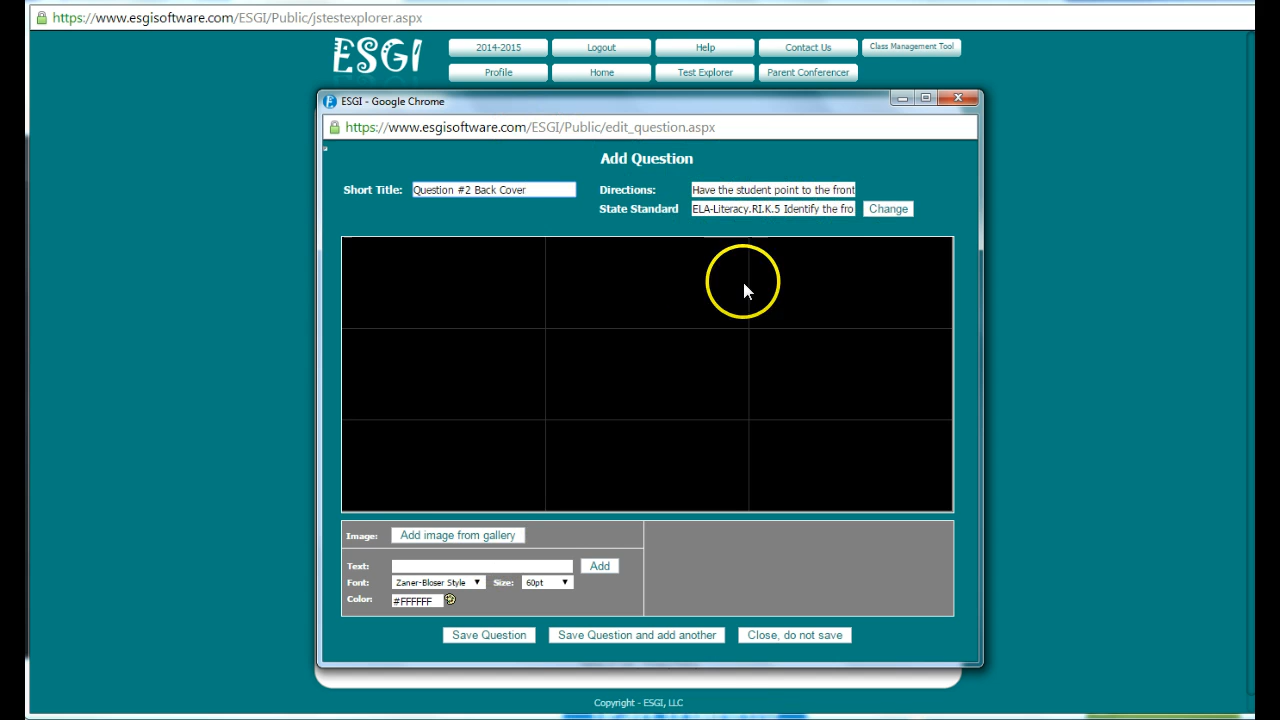 https://www.esgisoftware.com/ESGI/Public/jstestexplorer.aspx
ESGI
2014-2015 Logout Help Contact Us Class Management Tool
Profile Home Test Explorer Parent Conferencer
ESGI - Google Chrome
https://www.esgisoftware.com/ESGI/Public/edit_question.aspx
Add Question
Short Title: Question #2 Back Cover Directions: Have the student point to the front
State Standard ELA-Literacy.RI.K.5 Identify the fro Change
Image: Add image from gallery
Text: Add
Font: Zaner-Bloser Style Size: 60pt
Color: #FFFFFF
Save Question Save Question and add another Close, do not save
Copyright - ESGI, LLC